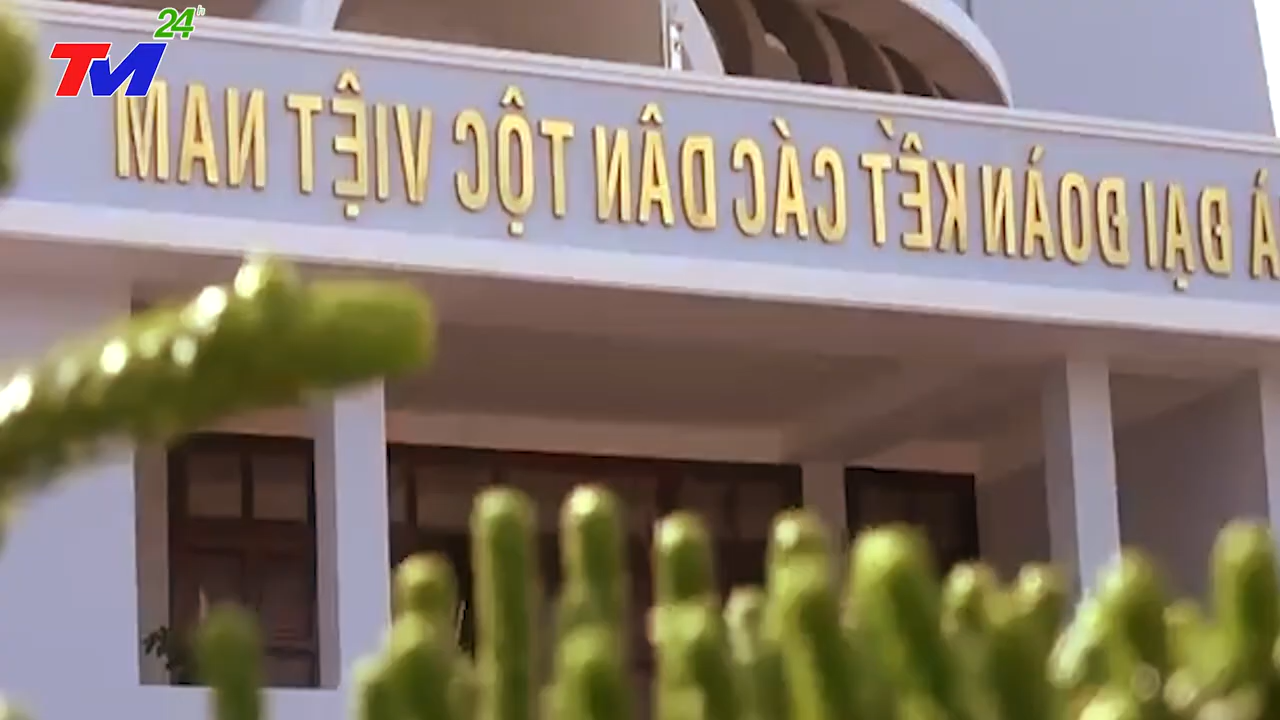 TM 24h
ĐẠI ĐOÀN KẾT CÁC DÂN TỘC VIỆT NAM